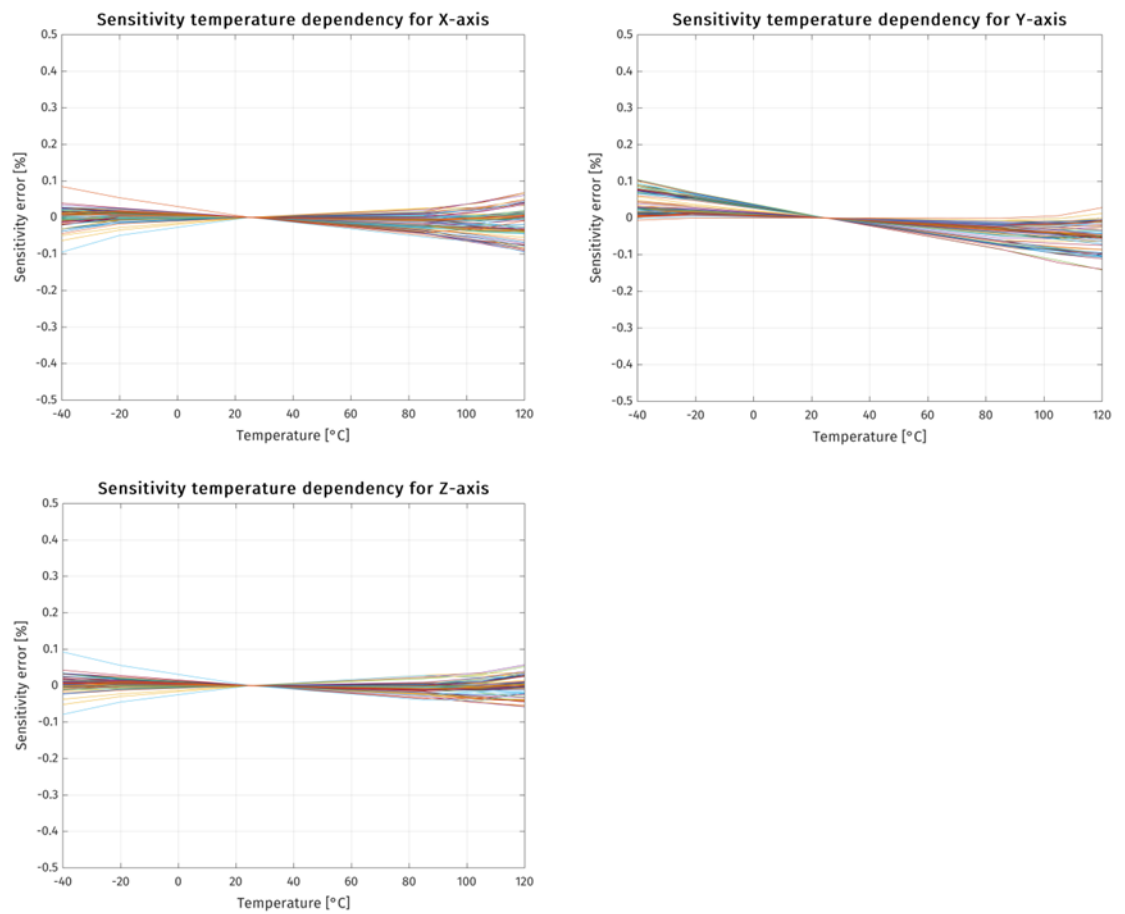 Sensitivity temperature dependency for X-axis
0.5
0.4
0.3
0.2
0.1
0
-0.1
-0.2
-0.3
-0.4
-0.5
Sensitivity error [%]
-40 -20 0 20 40 60 80 100 120
Temperature [°C]
Sensitivity temperature dependency for Y-axis
0.5
0.4
0.3
0.2
0.1
0
-0.1
-0.2
-0.3
-0.4
-0.5
Sensitivity error [%]
-40 -20 0 20 40 60 80 100 120
Temperature [°C]
Sensitivity temperature dependency for Z-axis
0.5
0.4
0.3
0.2
0.1
0
-0.1
-0.2
-0.3
-0.4
-0.5
Sensitivity error [%]
-40 -20 0 20 40 60 80 100 120
Temperature [°C]